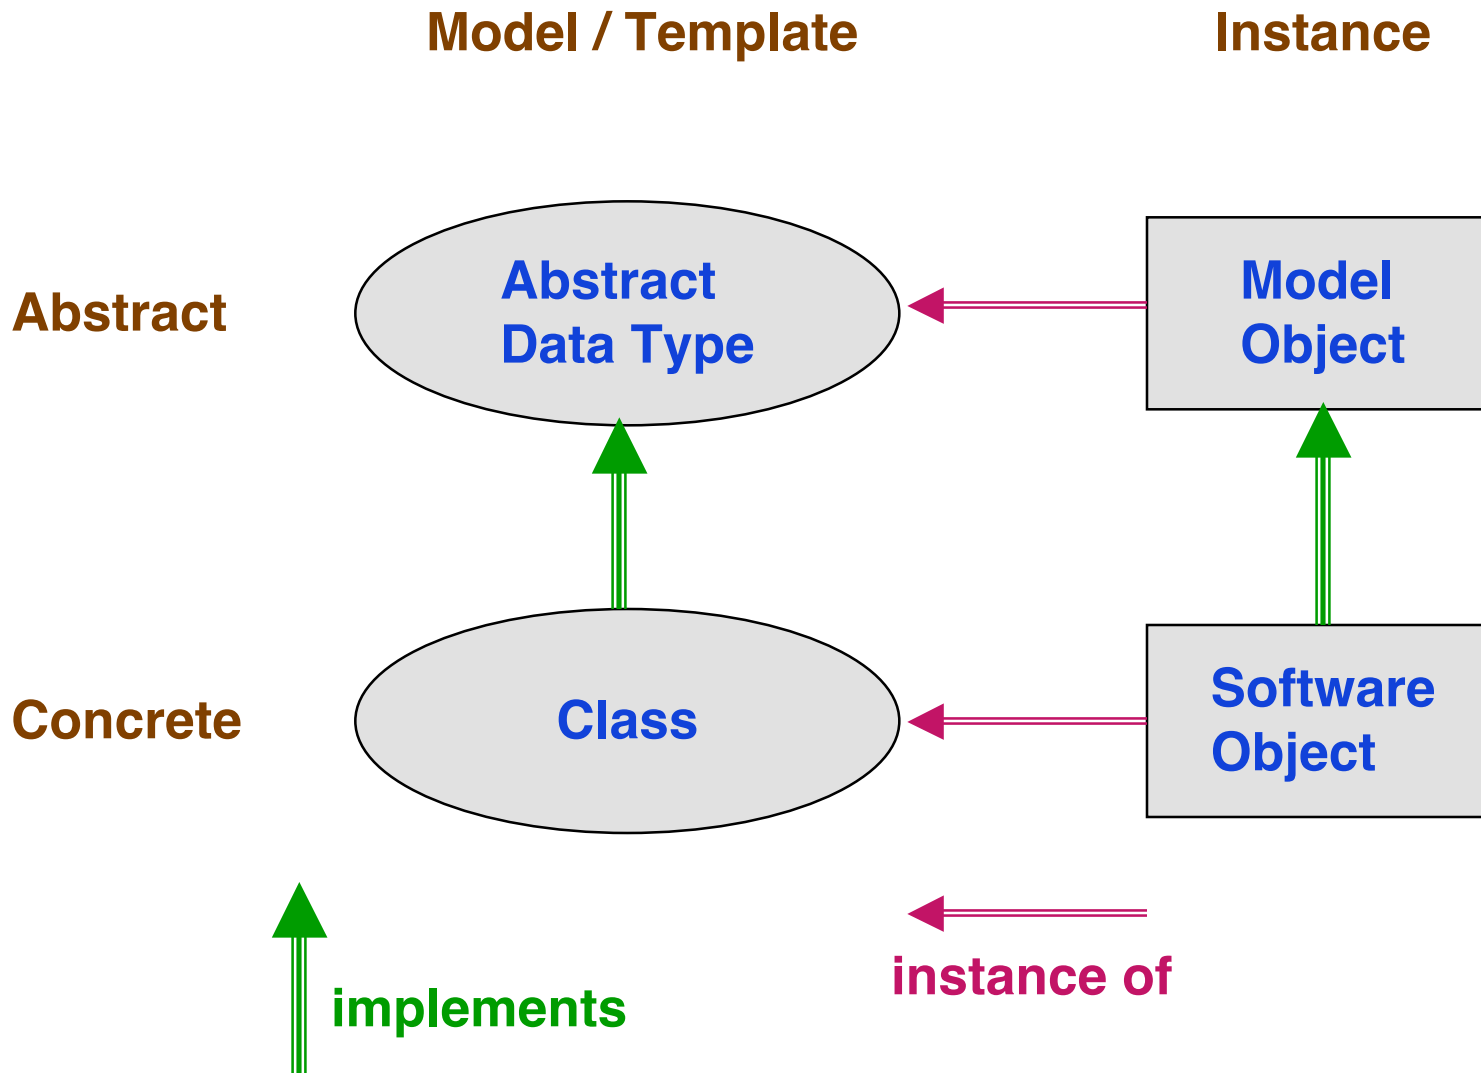 Model / Template
Instance
Abstract
Abstract
Data Type
Model
Object
Concrete
Class
Software
Object
implements
instance of